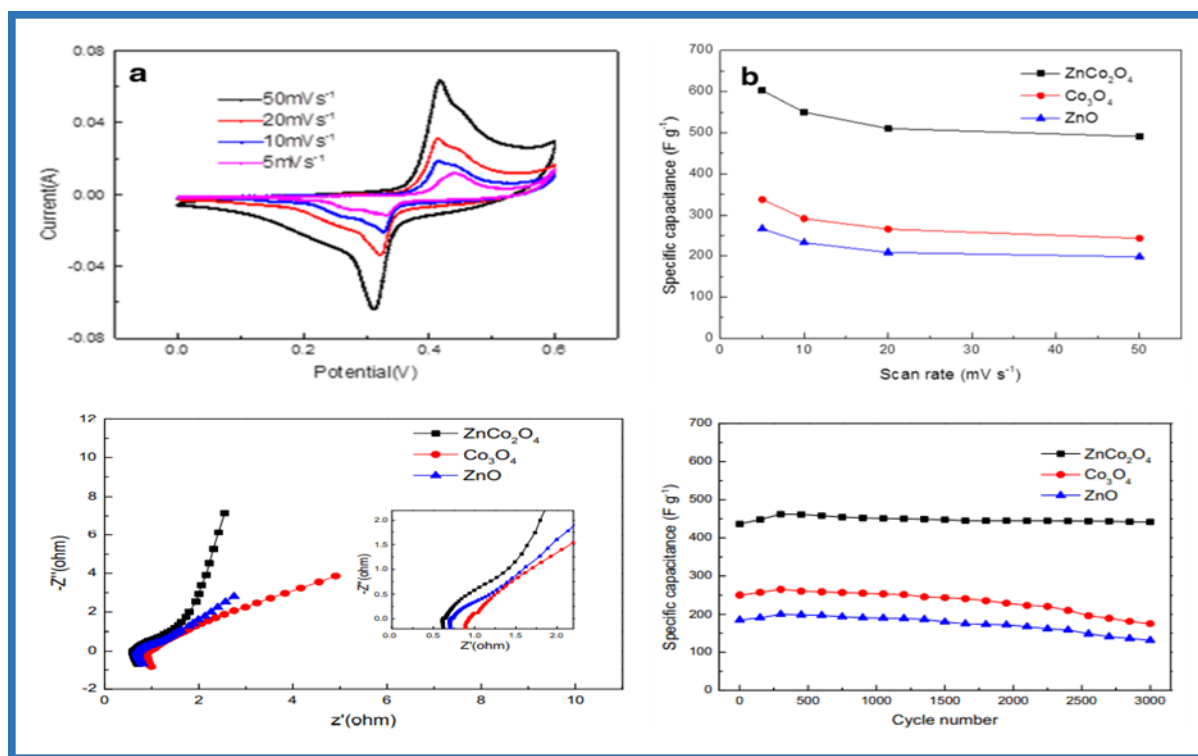 a
0.08
0.04
0.00
-0.04
-0.08
Current(A)
50mVs⁻¹
20mVs⁻¹
10mVs⁻¹
5mVs⁻¹
0.0 0.2 0.4 0.6
Potential(V)
b
700
600
500
400
300
200
100
0
Specific capacitance (F g⁻¹)
ZnCo₂O₄
Co₃O₄
ZnO
0 10 20 30 40 50
Scan rate (mV s⁻¹)
12
10
8
6
4
2
0
-2
-Z''(ohm)
ZnCo₂O₄
Co₃O₄
ZnO
2.0
1.5
1.0
0.5
0.0
-Z''(ohm)
0.0 0.5 1.0 1.5 2.0
Z'(ohm)
0 2 4 6 8 10
z'(ohm)
700
600
500
400
300
200
100
0
Specific capacitance (F g⁻¹)
ZnCo₂O₄
Co₃O₄
ZnO
0 500 1000 1500 2000 2500 3000
Cycle number